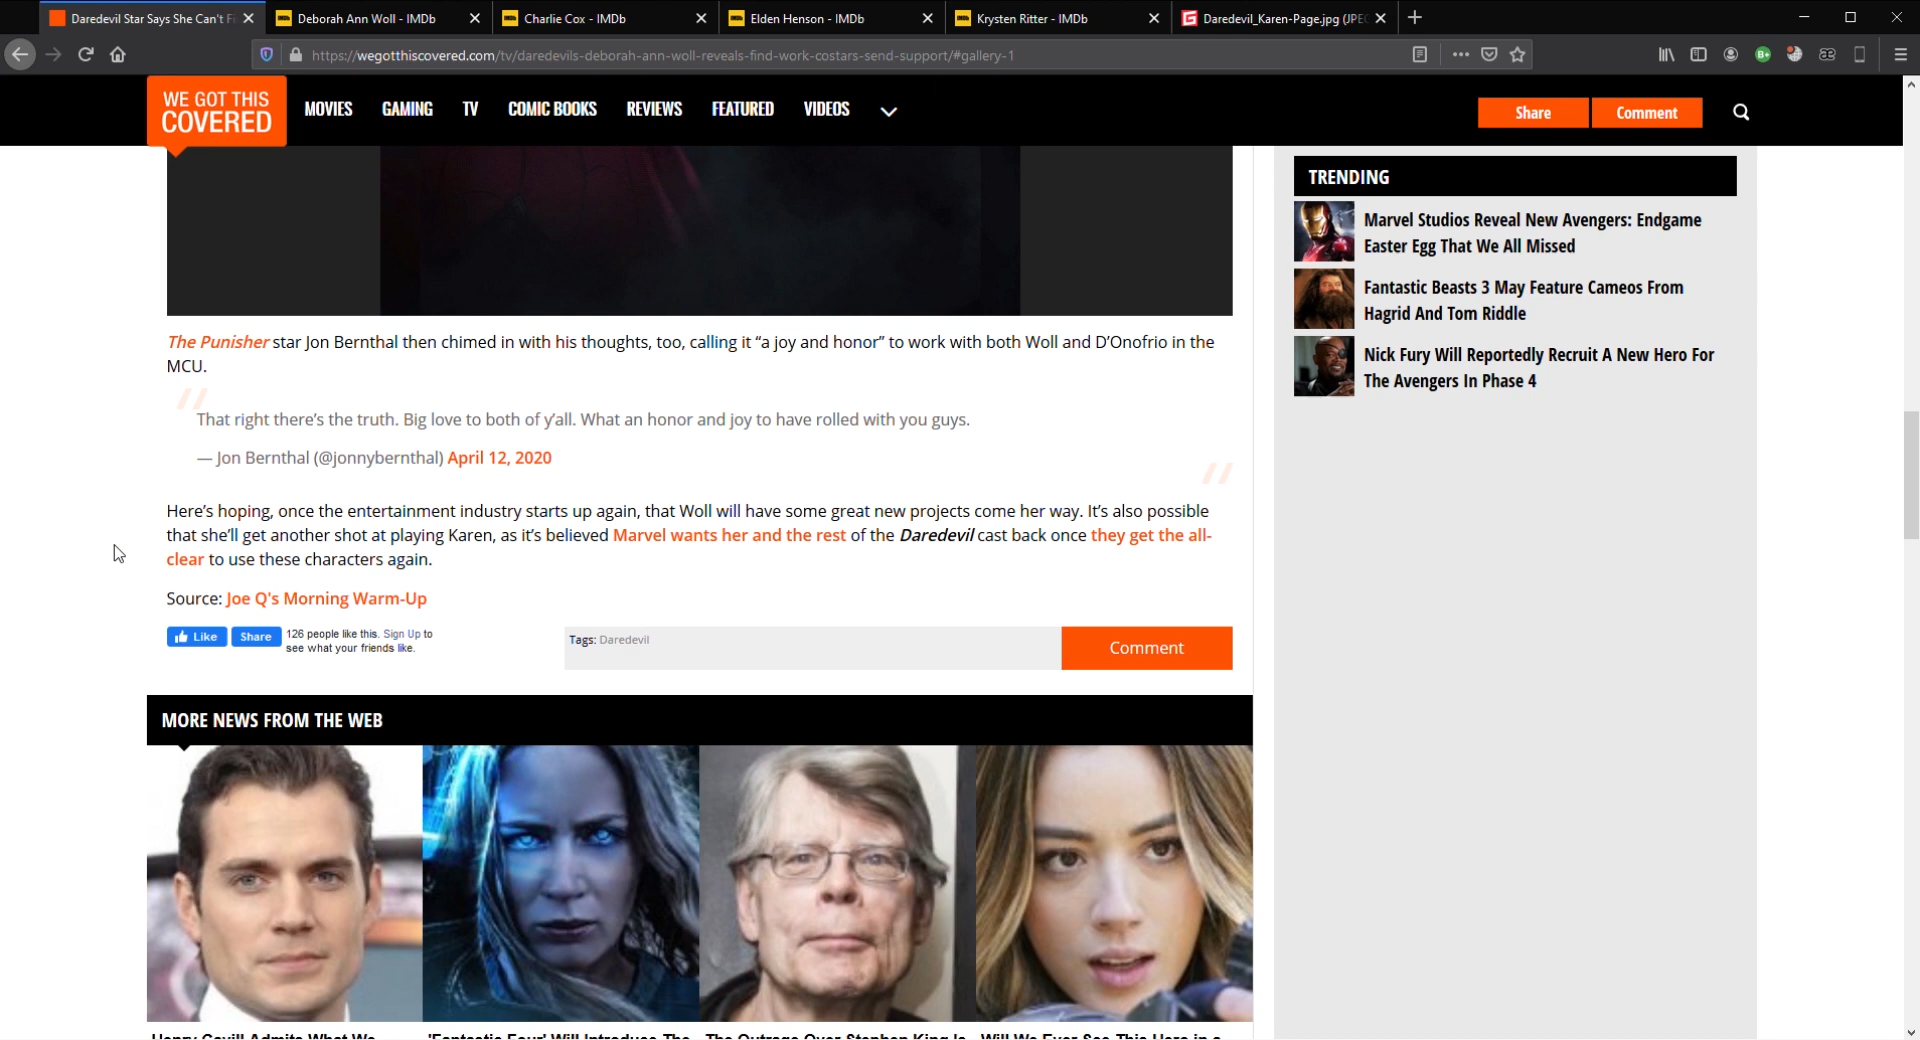 Daredevil Star Says She Can't Fi
Deborah Ann Woll - IMDb
Charlie Cox - IMDb
Elden Henson - IMDb
Krysten Ritter - IMDb
Daredevil_Karen-Page.jpg (JPEG
https://wegotthiscovered.com/tv/daredevils-deborah-ann-woll-reveals-find-work-costars-send-support/#gallery-1
WE GOT THIS
COVERED
MOVIES GAMING TV COMIC BOOKS REVIEWS FEATURED VIDEOS
Share Comment
TRENDING
Marvel Studios Reveal New Avengers: Endgame
Easter Egg That We All Missed
Fantastic Beasts 3 May Feature Cameos From
Hagrid And Tom Riddle
Nick Fury Will Reportedly Recruit A New Hero For
The Avengers In Phase 4
The Punisher star Jon Bernthal then chimed in with his thoughts, too, calling it “a joy and honor” to work with both Woll and D’Onofrio in the
MCU.
That right there’s the truth. Big love to both of y’all. What an honor and joy to have rolled with you guys.
— Jon Bernthal (@jonnybernthal) April 12, 2020
Here’s hoping, once the entertainment industry starts up again, that Woll will have some great new projects come her way. It’s also possible
that she’ll get another shot at playing Karen, as it’s believed Marvel wants her and the rest of the Daredevil cast back once they get the all-
clear to use these characters again.
Source: Joe Q's Morning Warm-Up
Like Share 126 people like this. Sign Up to
see what your friends like.
Tags: Daredevil
Comment
MORE NEWS FROM THE WEB
Henry Cavill Admits What We
'Fantastic Four' Will Introduce The
The Outrage Over Stephen King Is
Will We Ever See This Hero in a